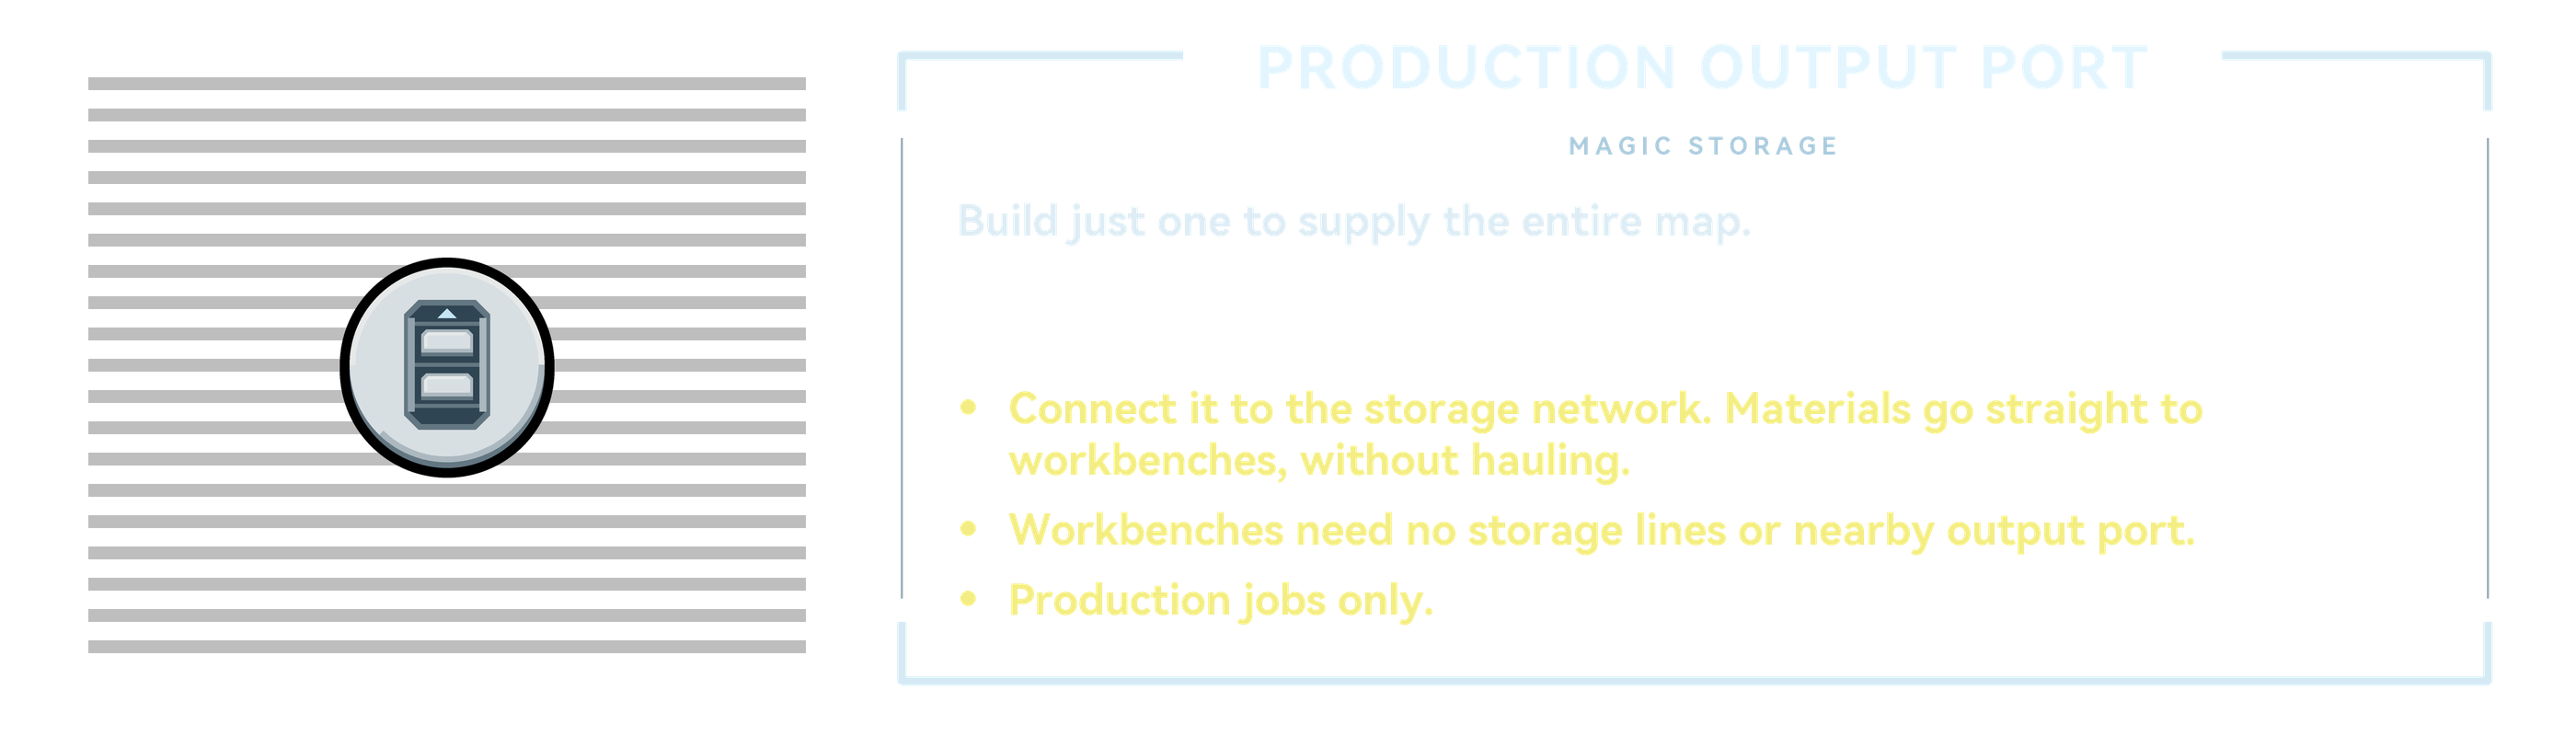 PRODUCTION OUTPUT PORT
MAGIC STORAGE
Build just one to supply the entire map.
• Connect it to the storage network. Materials go straight to
workbenches, without hauling.
• Workbenches need no storage lines or nearby output port.
• Production jobs only.